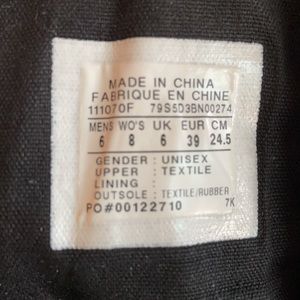 MADE IN CHINA
FABRIQUE EN CHINE
111070F 79S5D3BN00274
MENS WO'S UK EUR CM
6 8 6 39 24.5
GENDER : UNISEX
UPPER : TEXTILE
LINING :
OUTSOLE : TEXTILE/RUBBER
PO#00122710 7K